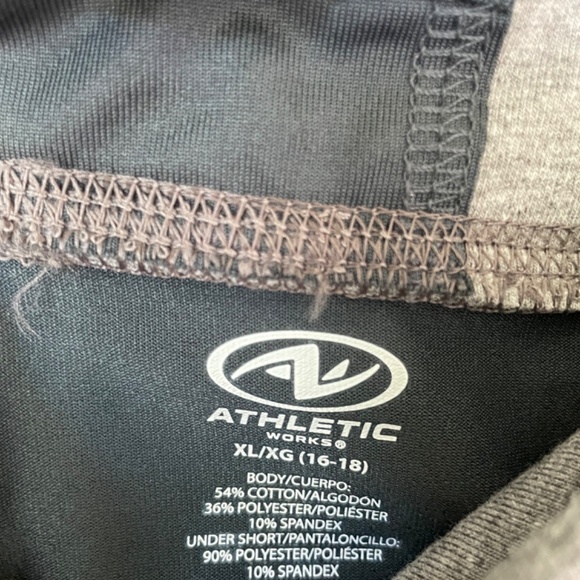 ATHLETIC
WORKS®
XL/XG (16-18)
BODY/CUERPO:
54% COTTON/ALGODON
36% POLYESTER/POLIÉSTER
10% SPANDEX
UNDER SHORT/PANTALONCILLO:
90% POLYESTER/POLIÉSTER
10% SPANDEX